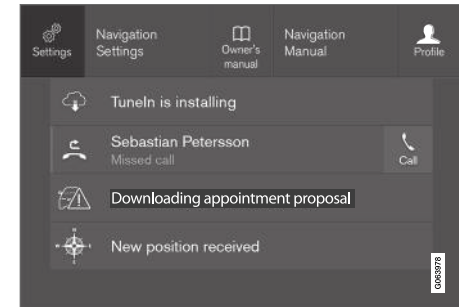 Settings
Navigation
Settings
Owner's
manual
Navigation
Manual
Profile
TuneIn is installing
Sebastian Petersson
Missed call
Call
Downloading appointment proposal
New position received
G063978